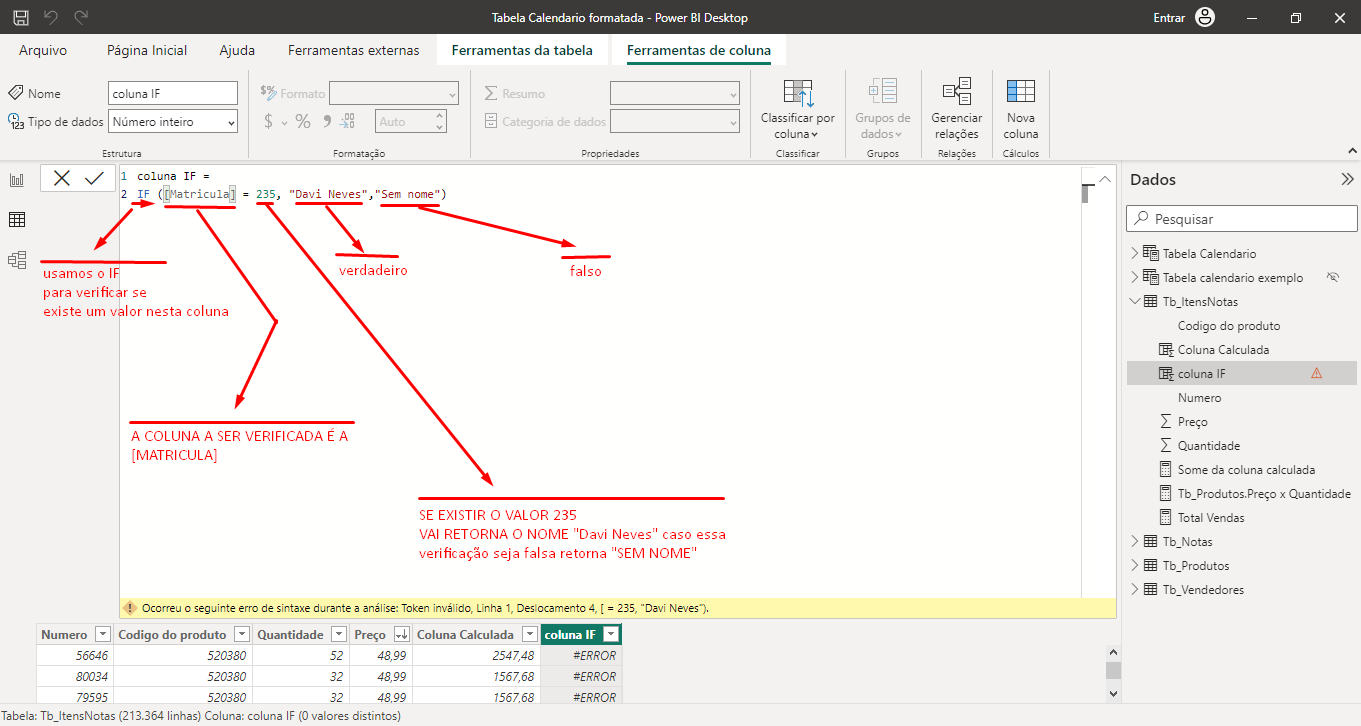 Tabela Calendario formatada - Power BI Desktop
Entrar
Arquivo
Página Inicial
Ajuda
Ferramentas externas
Ferramentas da tabela
Ferramentas de coluna
Nome
coluna IF
Tipo de dados
Número inteiro
Estrutura
Formato
Auto
Formatação
Resumo
Categoria de dados
Propriedades
Classificar por
coluna
Classificar
Grupos de
dados
Grupos
Gerenciar
relações
Relações
Nova
coluna
Cálculos
1 coluna IF =
2 IF ([Matricula] = 235, "Davi Neves","Sem nome")
usamos o IF
para verificar se
existe um valor nesta coluna
verdadeiro
falso
A COLUNA A SER VERIFICADA É A
[MATRICULA]
SE EXISTIR O VALOR 235
VAI RETORNA O NOME "Davi Neves" caso essa
verificação seja falsa retorna "SEM NOME"
Ocorreu o seguinte erro de sintaxe durante a análise: Token inválido, Linha 1, Deslocamento 4, [ = 235, "Davi Neves").
Numero Codigo do produto Quantidade Preço Coluna Calculada coluna IF
56646 520380 52 48,99 2547,48 #ERROR
80034 520380 32 48,99 1567,68 #ERROR
79595 520380 32 48,99 1567,68 #ERROR
Dados
Pesquisar
Tabela Calendario
Tabela calendario exemplo
Tb_ItensNotas
Codigo do produto
Coluna Calculada
coluna IF
Numero
Preço
Quantidade
Some da coluna calculada
Tb_Produtos.Preço x Quantidade
Total Vendas
Tb_Notas
Tb_Produtos
Tb_Vendedores
Tabela: Tb_ItensNotas (213.364 linhas) Coluna: coluna IF (0 valores distintos)